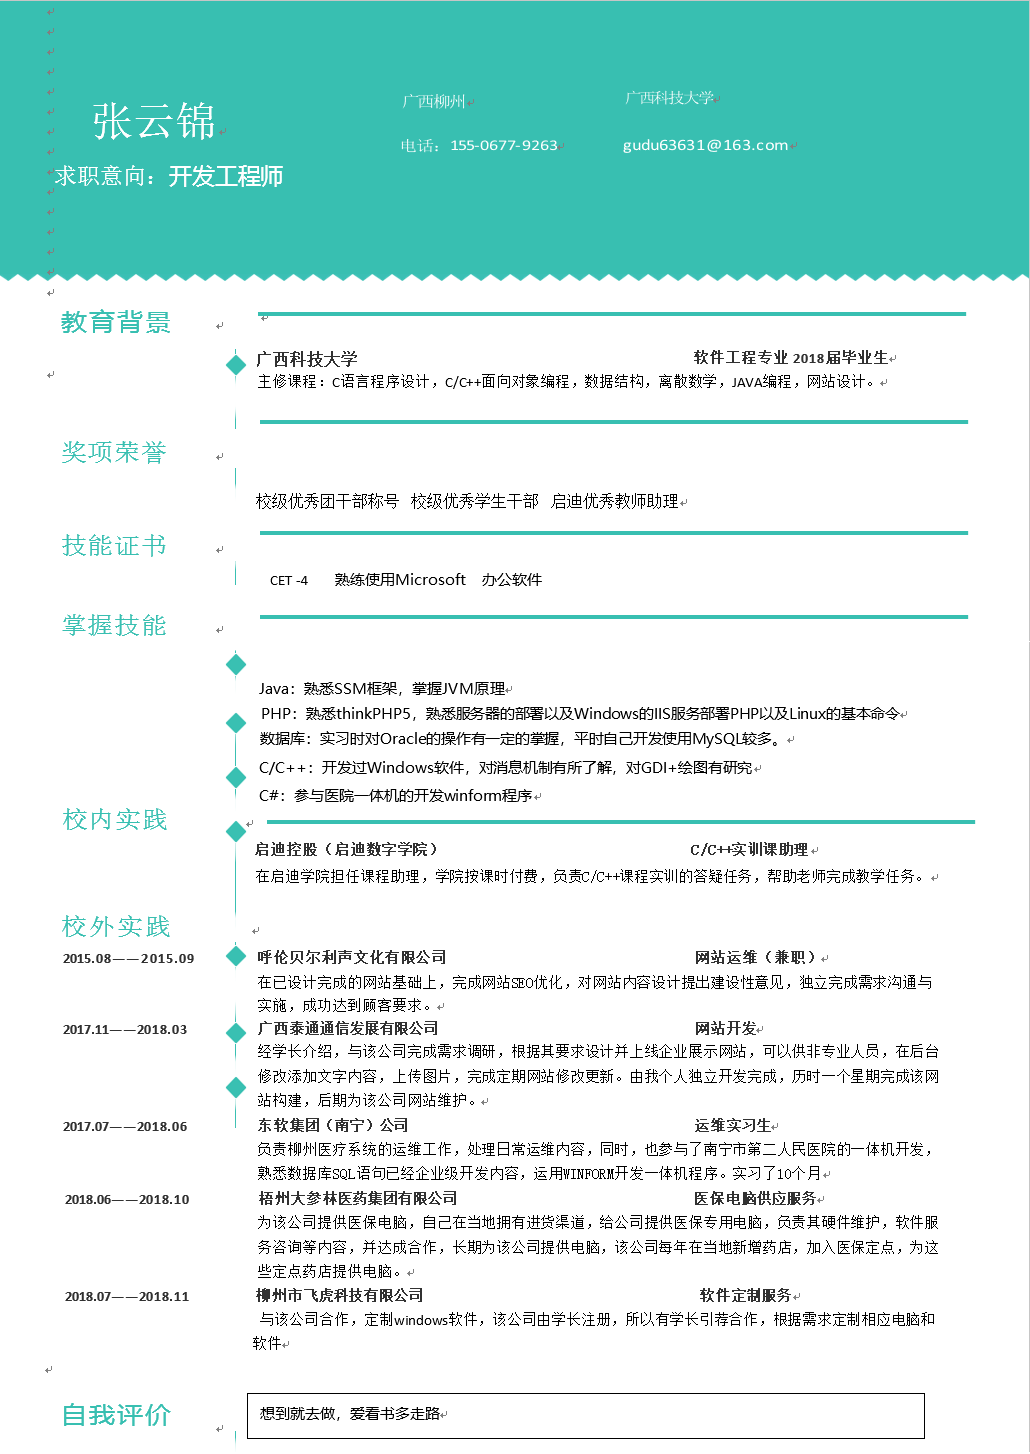 张云锦
求职意向：开发工程师
广西柳州
广西科技大学
电话：155-0677-9263
gudu63631@163.com
教育背景
广西科技大学 软件工程专业 2018届毕业生
主修课程：C语言程序设计，C/C++面向对象编程，数据结构，离散数学，JAVA编程，网站设计。
奖项荣誉
校级优秀团干部称号 校级优秀学生干部 启迪优秀教师助理
技能证书
CET -4 熟练使用Microsoft 办公软件
掌握技能
Java：熟悉SSM框架，掌握JVM原理
PHP：熟悉thinkPHP5，熟悉服务器的部署以及Windows的IIS服务部署PHP以及Linux的基本命令
数据库：实习时对Oracle的操作有一定的掌握，平时自己开发使用MySQL较多。
C/C++：开发过Windows软件，对消息机制有所了解，对GDI+绘图有研究
C#：参与医院一体机的开发winform程序
校内实践
启迪控股（启迪数字学院） C/C++实训课助理
在启迪学院担任课程助理，学院按课时付费，负责C/C++课程实训的答疑任务，帮助老师完成教学任务。
校外实践
2015.08——2015.09 呼伦贝尔利声文化有限公司 网站运维（兼职）
在已设计完成的网站基础上，完成网站SEO优化，对网站内容设计提出建设性意见，独立完成需求沟通与
实施，成功达到顾客要求。
2017.11——2018.03 广西泰通通信发展有限公司 网站开发
经学长介绍，与该公司完成需求调研，根据其要求设计并上线企业展示网站，可以供非专业人员，在后台
修改添加文字内容，上传图片，完成定期网站修改更新。由我个人独立开发完成，历时一个星期完成该网
站构建，后期为该公司网站维护。
2017.07——2018.06 东软集团（南宁）公司 运维实习生
负责柳州医疗系统的运维工作，处理日常运维内容，同时，也参与了南宁市第二人民医院的一体机开发，
熟悉数据库SQL语句已经企业级开发内容，运用WINFORM开发一体机程序。实习了10个月
2018.06——2018.10 梧州大参林医药集团有限公司 医保电脑供应服务
为该公司提供医保电脑，自己在当地拥有进货渠道，给公司提供医保专用电脑，负责其硬件维护，软件服
务咨询等内容，并达成合作，长期为该公司提供电脑，该公司每年在当地新增药店，加入医保定点，为这
些定点药店提供电脑。
2018.07——2018.11 柳州市飞虎科技有限公司 软件定制服务
与该公司合作，定制windows软件，该公司由学长注册，所以有学长引荐合作，根据需求定制相应电脑和
软件
自我评价
想到就去做，爱看书多走路